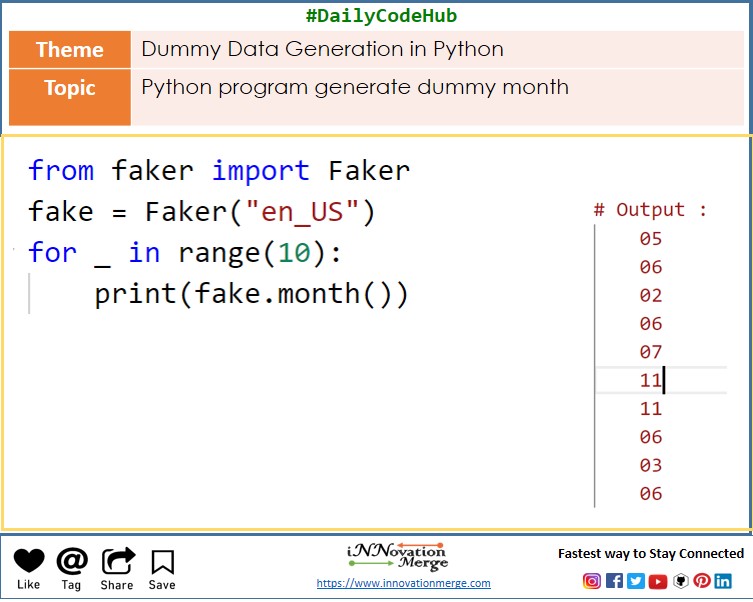 #DailyCodeHub
Theme
Dummy Data Generation in Python
Topic
Python program generate dummy month
from faker import Faker
fake = Faker("en_US")
for _ in range(10):
    print(fake.month())
# Output :
05
06
02
06
07
11
11
06
03
06
Like
Tag
Share
Save
iNNovation
Merge
https://www.innovationmerge.com
Fastest way to Stay Connected